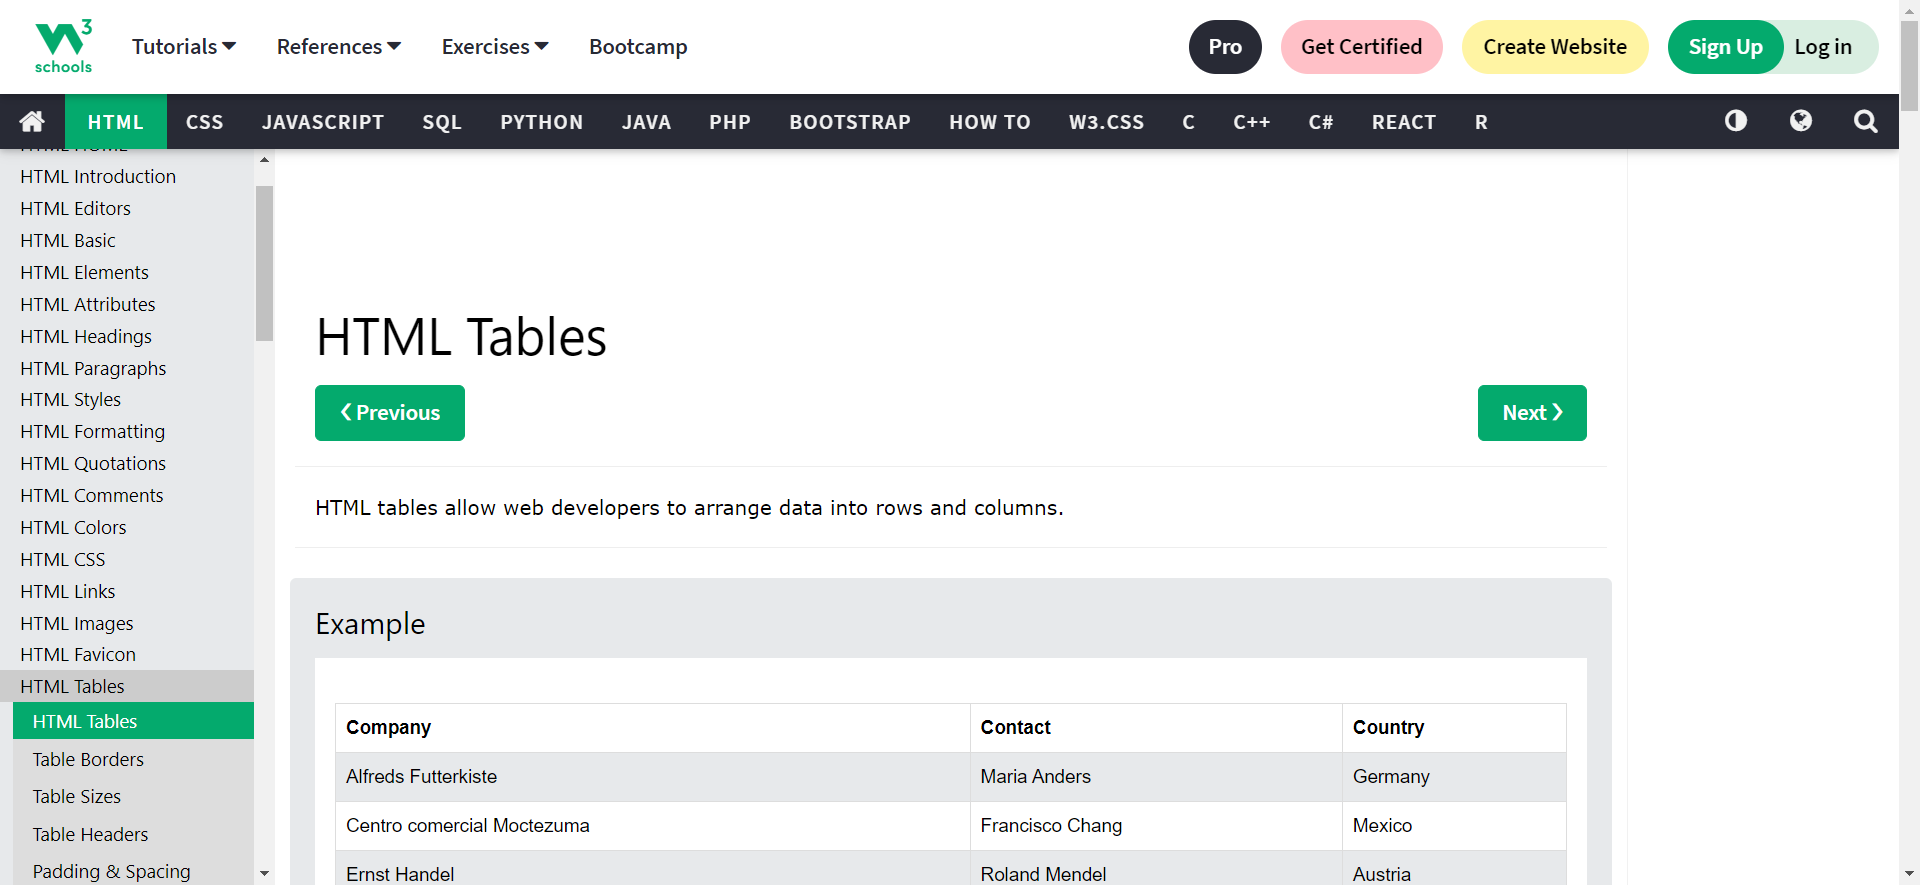 3
schools
Tutorials References Exercises Bootcamp Pro Get Certified Create Website Sign Up Log in
HTML CSS JAVASCRIPT SQL PYTHON JAVA PHP BOOTSTRAP HOW TO W3.CSS C C++ C# REACT R
HTML HOME
HTML Introduction
HTML Editors
HTML Basic
HTML Elements
HTML Attributes
HTML Headings
HTML Paragraphs
HTML Styles
HTML Formatting
HTML Quotations
HTML Comments
HTML Colors
HTML CSS
HTML Links
HTML Images
HTML Favicon
HTML Tables
HTML Tables
Table Borders
Table Sizes
Table Headers
Padding & Spacing
HTML Tables
❮ Previous Next ❯
HTML tables allow web developers to arrange data into rows and columns.
Example
Company Contact Country
Alfreds Futterkiste Maria Anders Germany
Centro comercial Moctezuma Francisco Chang Mexico
Ernst Handel Roland Mendel Austria